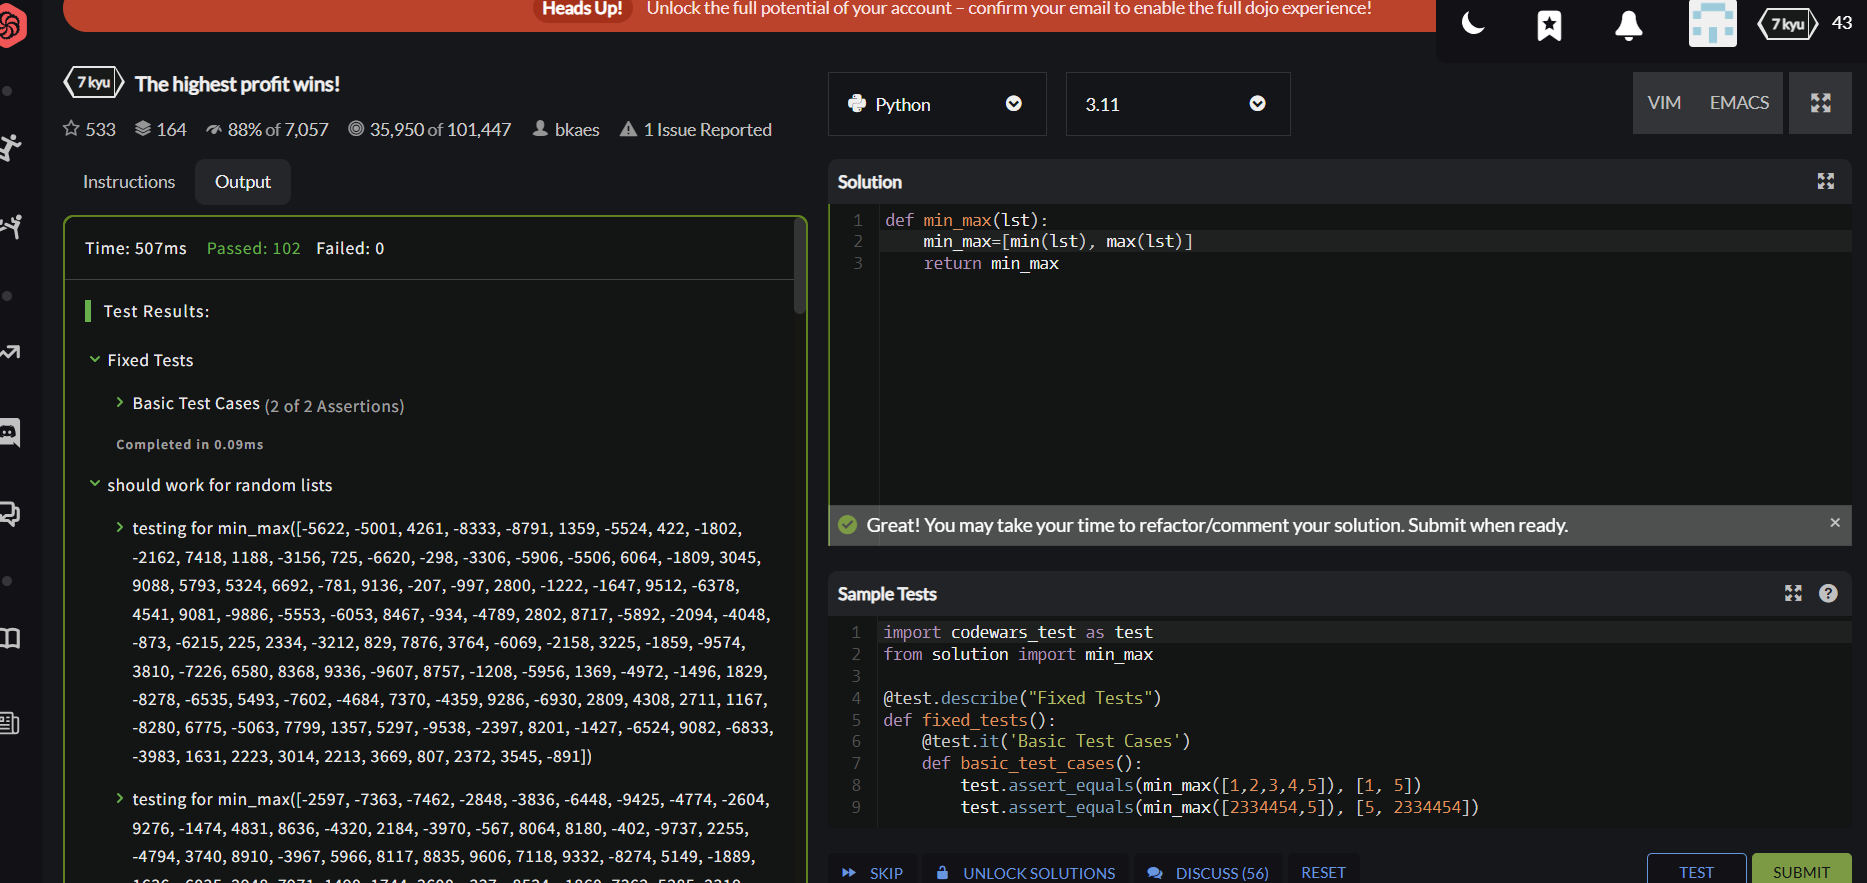 Heads Up! Unlock the full potential of your account – confirm your email to enable the full dojo experience!
7 kyu 43
7 kyu The highest profit wins!
533 164 88% of 7,057 35,950 of 101,447 bkaes 1 Issue Reported
Python 3.11 VIM EMACS
Instructions Output
Time: 507ms Passed: 102 Failed: 0
Test Results:
Fixed Tests
Basic Test Cases (2 of 2 Assertions)
Completed in 0.09ms
should work for random lists
testing for min_max([-5622, -5001, 4261, -8333, -8791, 1359, -5524, 422, -1802,
-2162, 7418, 1188, -3156, 725, -6620, -298, -3306, -5906, -5506, 6064, -1809, 3045,
9088, 5793, 5324, 6692, -781, 9136, -207, -997, 2800, -1222, -1647, 9512, -6378,
4541, 9081, -9886, -5553, -6053, 8467, -934, -4789, 2802, 8717, -5892, -2094, -4048,
-873, -6215, 225, 2334, -3212, 829, 7876, 3764, -6069, -2158, 3225, -1859, -9574,
3810, -7226, 6580, 8368, 9336, -9607, 8757, -1208, -5956, 1369, -4972, -1496, 1829,
-8278, -6535, 5493, -7602, -4684, 7370, -4359, 9286, -6930, 2809, 4308, 2711, 1167,
-8280, 6775, -5063, 7799, 1357, 5297, -9538, -2397, 8201, -1427, -6524, 9082, -6833,
-3983, 1631, 2223, 3014, 2213, 3669, 807, 2372, 3545, -891])
testing for min_max([-2597, -7363, -7462, -2848, -3836, -6448, -9425, -4774, -2604,
9276, -1474, 4831, 8636, -4320, 2184, -3970, -567, 8064, 8180, -402, -9737, 2255,
-4794, 3740, 8910, -3967, 5966, 8117, 8835, 9606, 7118, 9332, -8274, 5149, -1889,
Solution
1 def min_max(lst):
2 min_max=[min(lst), max(lst)]
3 return min_max
Great! You may take your time to refactor/comment your solution. Submit when ready. ×
Sample Tests ?
1 import codewars_test as test
2 from solution import min_max
3
4 @test.describe("Fixed Tests")
5 def fixed_tests():
6 @test.it('Basic Test Cases')
7 def basic_test_cases():
8 test.assert_equals(min_max([1,2,3,4,5]), [1, 5])
9 test.assert_equals(min_max([2334454,5]), [5, 2334454])
SKIP UNLOCK SOLUTIONS DISCUSS (56) RESET TEST SUBMIT